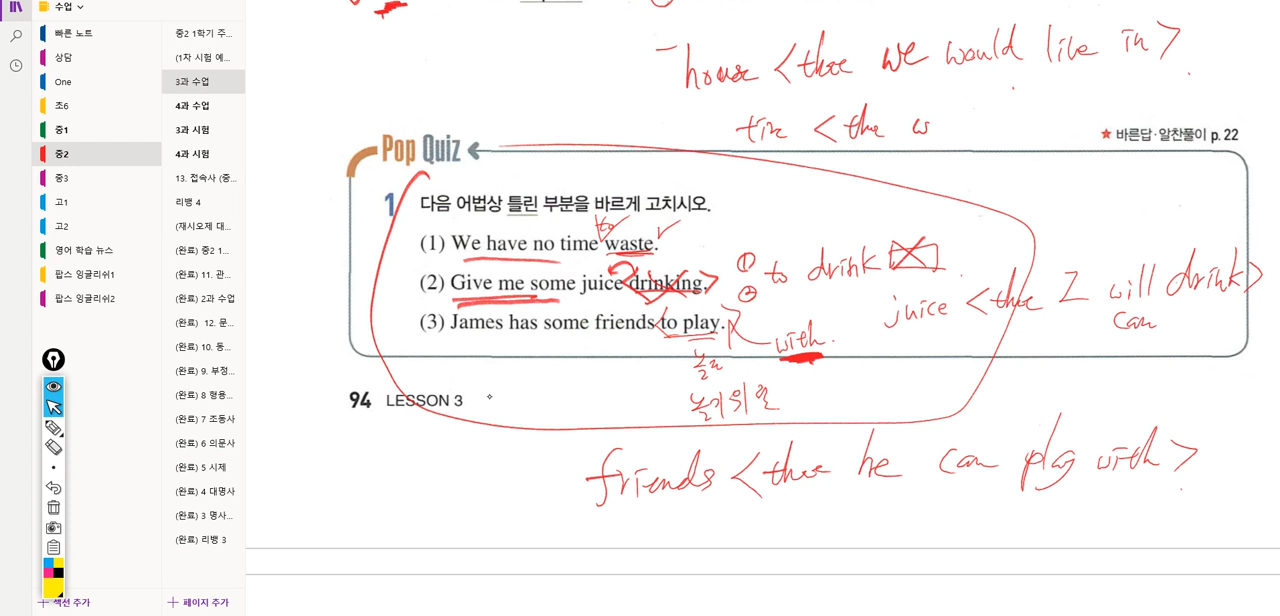 수업
빠른 노트
상담
One
초6
중1
중2
중3
고1
고2
영어 학습 뉴스
팝스 잉글리쉬1
팝스 잉글리쉬2
섹션 추가
중2 1학기 주...
(1차 시험 예...
3과 수업
4과 수업
3과 시험
4과 시험
13. 접속사 (중...
리뱅 4
(재시오제 대...
(완료) 중2 1...
(완료) 11. 관...
(완료) 2과 수업
(완료) 12. 문...
(완료) 10. 동...
(완료) 9. 부정...
(완료) 8 형용...
(완료) 7 조동사
(완료) 6 의문사
(완료) 5 시제
(완료) 4 대명사
(완료) 3 명사...
(완료) 리뱅 3
페이지 추가
house < we would live in >
<the w
Pop Quiz
★ 바른답·알찬풀이 p. 22
1 다음 어법상 틀린 부분을 바르게 고치시오.
to
(1) We have no time waste.
(2) Give me some juice drinking.
① to drink
②
juice < I will drink>
can
(3) James has some friends to play.
with.
94 LESSON 3
friends < he can play with>